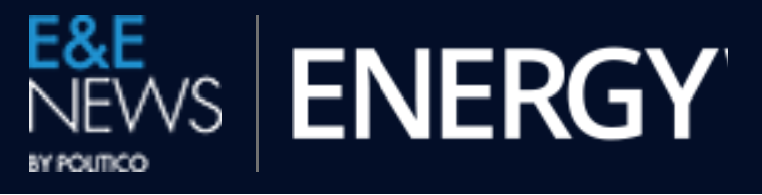 E&E
NEWS
BY POLITICO
ENERGY